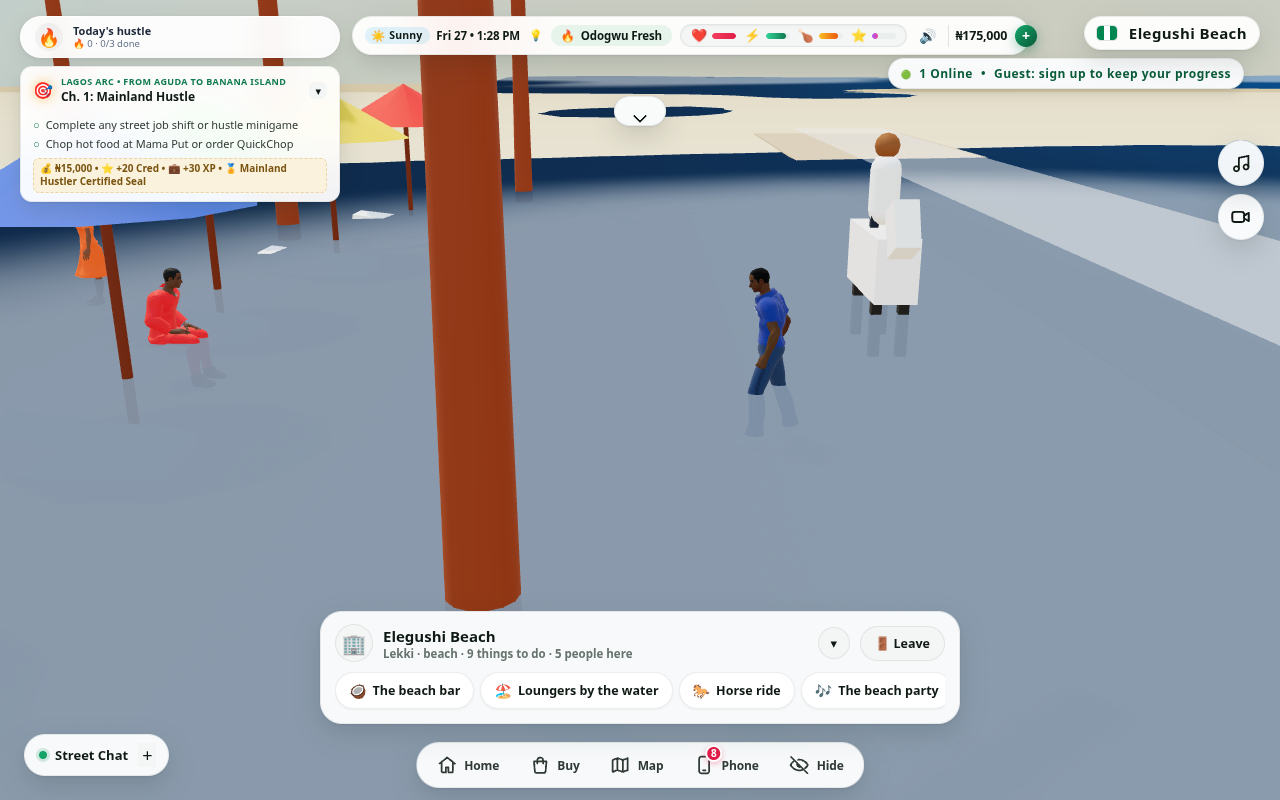 Today's hustle
0 · 0/3 done
LAGOS ARC • FROM AGUDA TO BANANA ISLAND
Ch. 1: Mainland Hustle
Complete any street job shift or hustle minigame
Chop hot food at Mama Put or order QuickChop
₦15,000 • +20 Cred • +30 XP • Mainland
Hustler Certified Seal
Sunny
Fri 27 • 1:28 PM
Odogwu Fresh
₦175,000
+
Elegushi Beach
1 Online • Guest: sign up to keep your progress
Elegushi Beach
Lekki · beach · 9 things to do · 5 people here
Leave
The beach bar
Loungers by the water
Horse ride
The beach party
Street Chat +
Home
Buy
Map
8
Phone
Hide